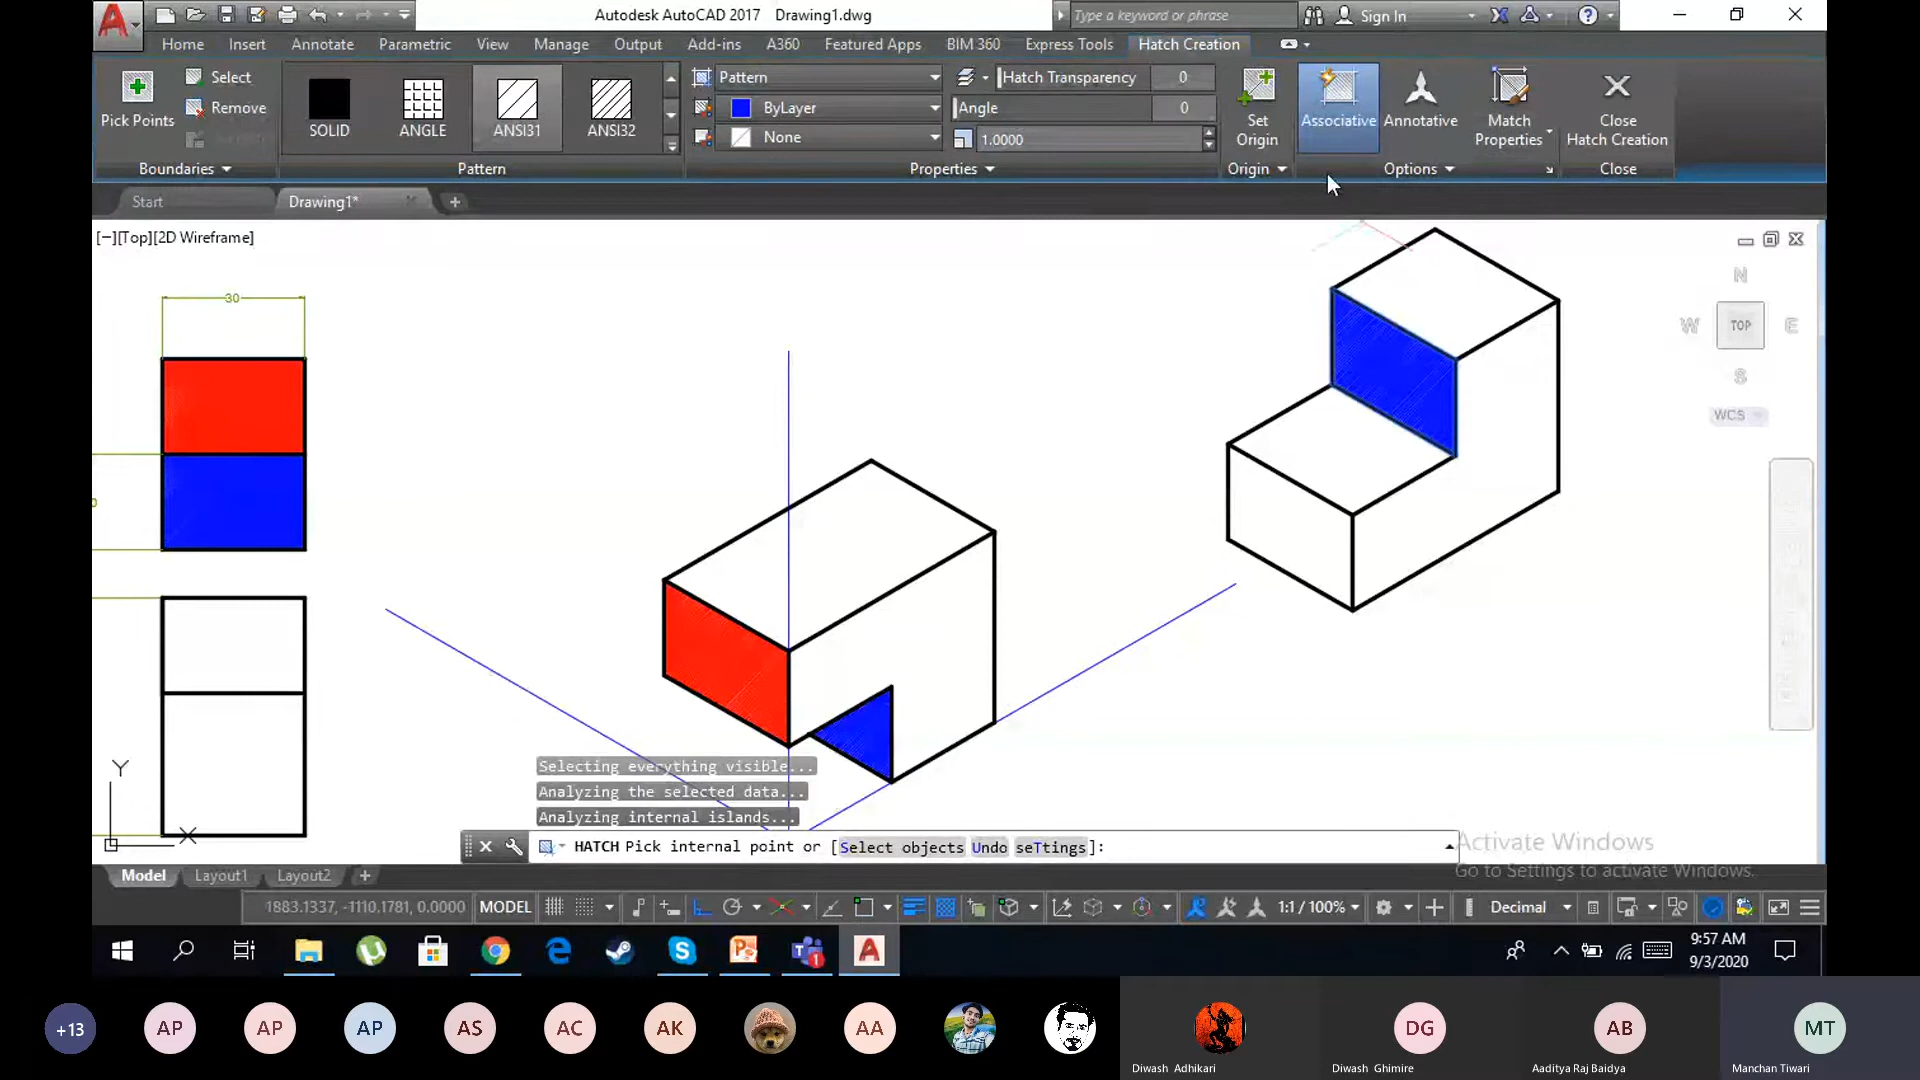 Autodesk AutoCAD 2017 Drawing1.dwg
Type a keyword or phrase
Sign In
Home Insert Annotate Parametric View Manage Output Add-ins A360 Featured Apps BIM 360 Express Tools Hatch Creation
Pick Points
Select
Remove
Boundaries
SOLID
ANGLE
ANSI31
ANSI32
Pattern
Pattern
ByLayer
None
Hatch Transparency 0
Angle 0
1.0000
Properties
Set
Origin
Origin
Associative
Annotative
Match
Properties
Options
Close
Hatch Creation
Close
Start
Drawing1*
[−][Top][2D Wireframe]
N
W
TOP
E
S
WCS
30
Y
X
Selecting everything visible...
Analyzing the selected data...
Analyzing internal islands...
HATCH Pick internal point or [Select objects Undo seTtings]:
Activate Windows
Go to Settings to activate Windows.
Model Layout1 Layout2
1883.1337, -1110.1781, 0.0000 MODEL
1:1 / 100%
Decimal
1
9:57 AM
9/3/2020
+13
AP
AP
AP
AS
AC
AK
AA
DG
AB
MT
Diwash Adhikari
Diwash Ghimire
Aaditya Raj Baidya
Manchan Tiwari